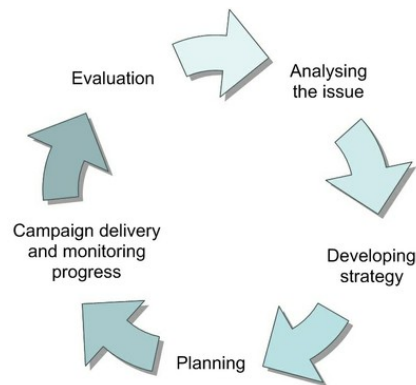 Evaluation
Analysing
the issue
Developing
strategy
Planning
Campaign delivery
and monitoring
progress